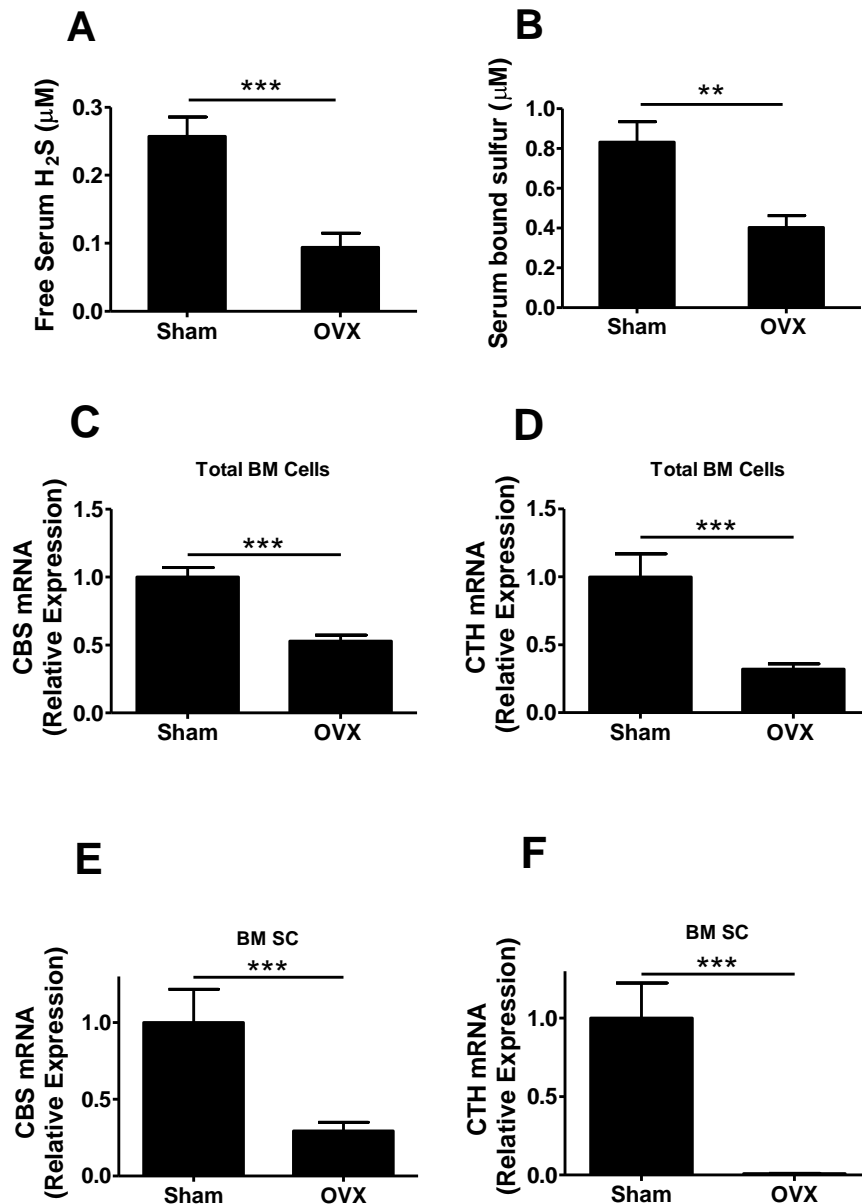 A
Free Serum H₂S (µM)
0.3
0.2
0.1
0.0
***
Sham
OVX
B
Serum bound sulfur (µM)
1.0
0.8
0.6
0.4
0.2
0.0
**
Sham
OVX
C
Total BM Cells
CBS mRNA
(Relative Expression)
1.5
1.0
0.5
0.0
***
Sham
OVX
D
Total BM Cells
CTH mRNA
(Relative Expression)
1.5
1.0
0.5
0.0
***
Sham
OVX
E
BM SC
CBS mRNA
(Relative Expression)
1.0
0.5
0.0
***
Sham
OVX
F
BM SC
CTH mRNA
(Relative Expression)
1.0
0.5
0.0
***
Sham
OVX